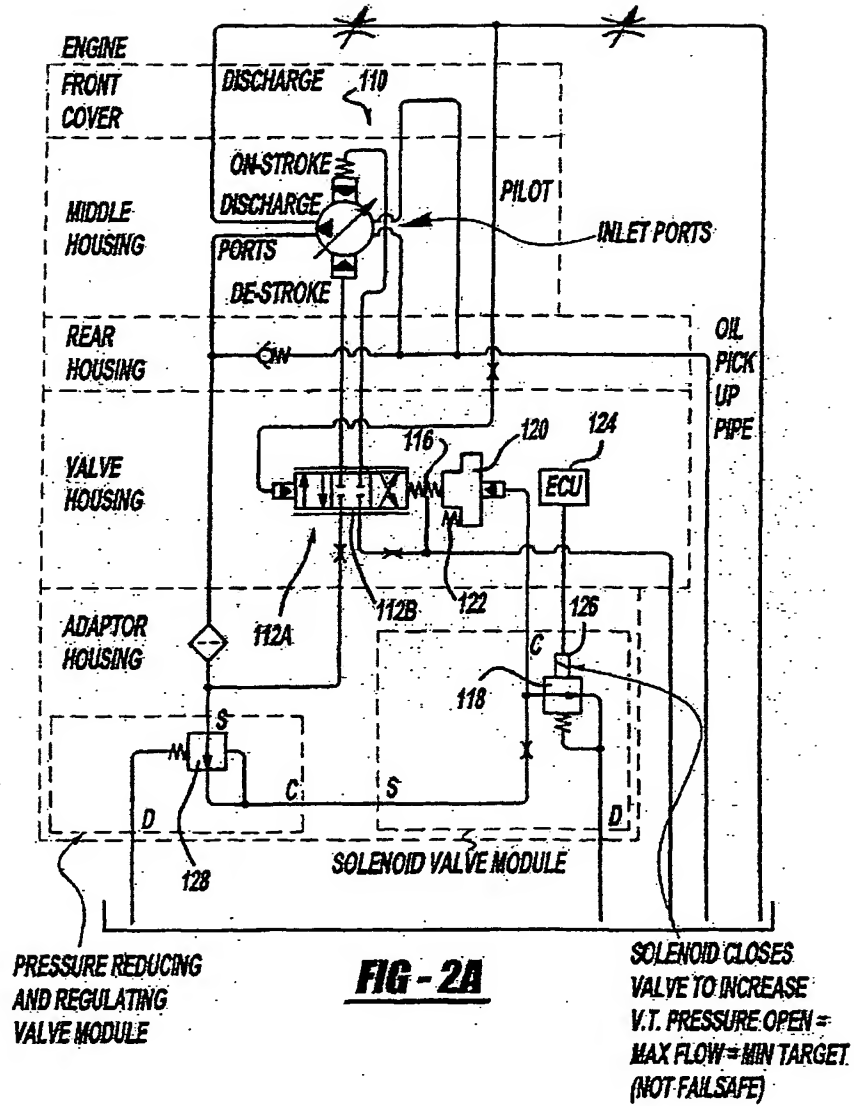 ENGINE
FRONT
COVER
DISCHARGE
110
ON-STROKE
MIDDLE
HOUSING
DISCHARGE
PORTS
PILOT
INLET PORTS
DE-STROKE
REAR
HOUSING
OIL
PICK
UP
PIPE
VALVE
HOUSING
116
120
124
ECU
112A
112B
122
126
ADAPTOR
HOUSING
C
118
S
C
S
D
D
128
SOLENOID VALVE MODULE
PRESSURE REDUCING
AND REGULATING
VALVE MODULE
FIG - 2A
SOLENOID CLOSES
VALVE TO INCREASE
V.T. PRESSURE OPEN =
MAX FLOW = MIN TARGET
(NOT FAILSAFE)